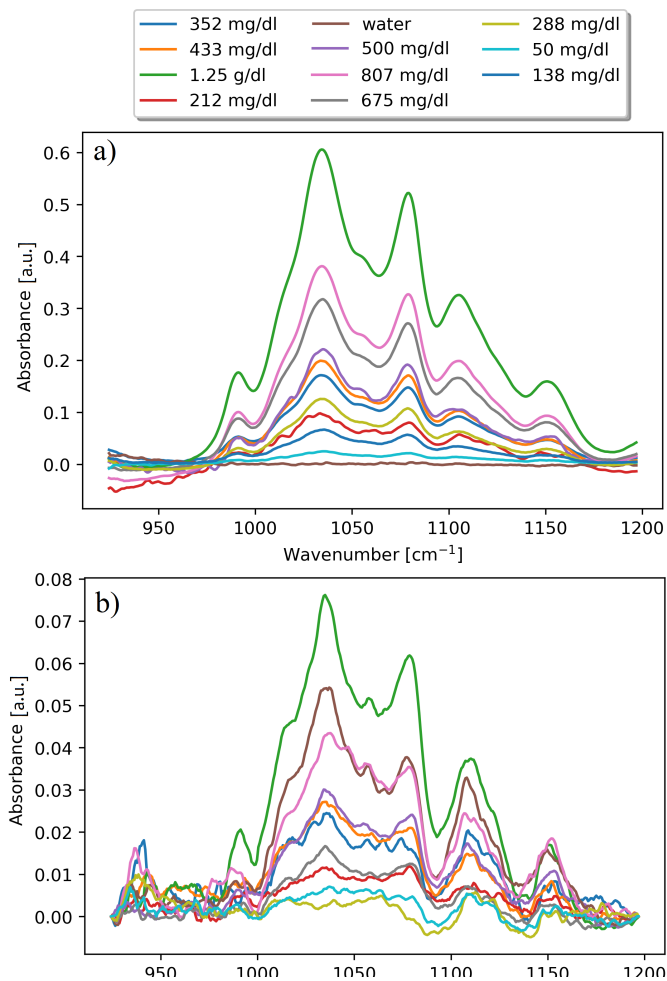 352 mg/dl water 288 mg/dl
433 mg/dl 500 mg/dl 50 mg/dl
1.25 g/dl 807 mg/dl 138 mg/dl
212 mg/dl 675 mg/dl
a)
0.6
0.5
0.4
0.3
0.2
0.1
0.0
Absorbance [a.u.]
950 1000 1050 1100 1150 1200
Wavenumber [cm⁻¹]
b)
0.08
0.07
0.06
0.05
0.04
0.03
0.02
0.01
0.00
Absorbance [a.u.]
950 1000 1050 1100 1150 1200